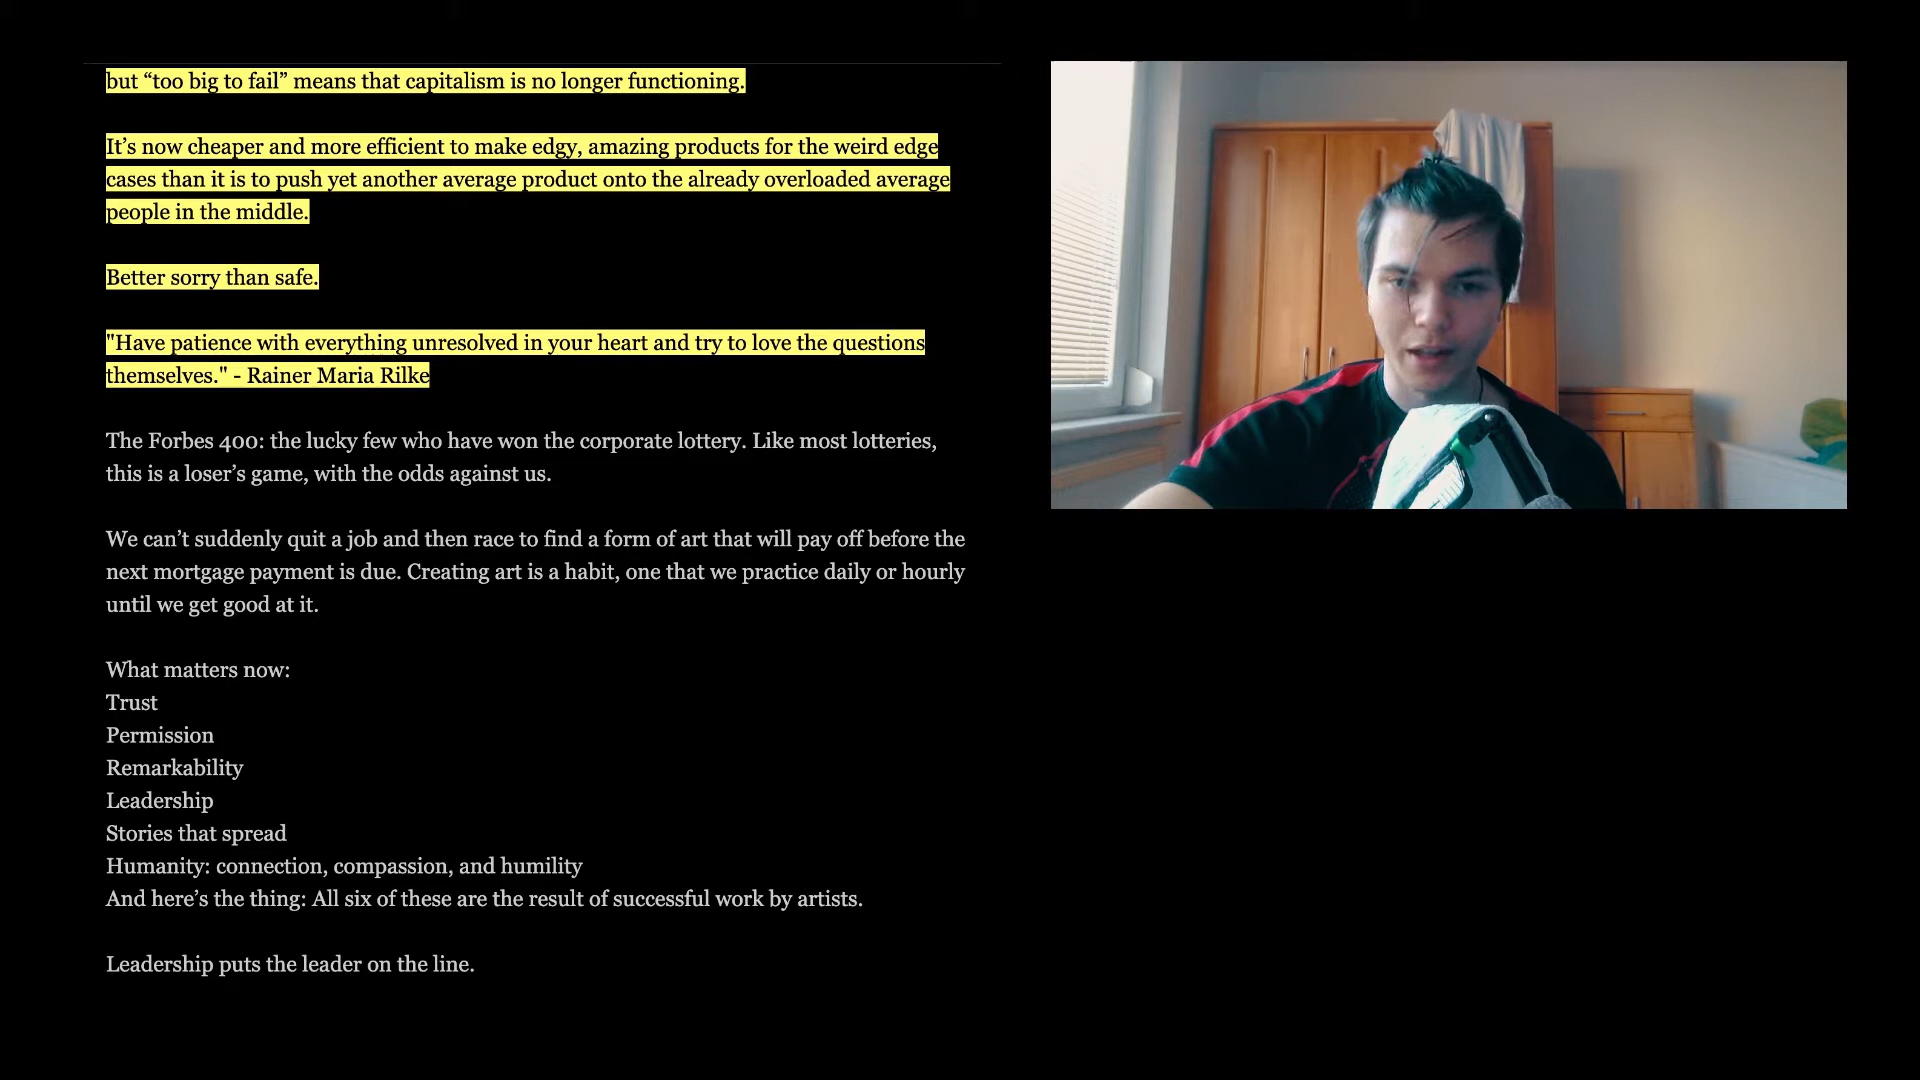 but “too big to fail” means that capitalism is no longer functioning.
It’s now cheaper and more efficient to make edgy, amazing products for the weird edge
cases than it is to push yet another average product onto the already overloaded average
people in the middle.
Better sorry than safe.
"Have patience with everything unresolved in your heart and try to love the questions
themselves." - Rainer Maria Rilke
The Forbes 400: the lucky few who have won the corporate lottery. Like most lotteries,
this is a loser’s game, with the odds against us.
We can’t suddenly quit a job and then race to find a form of art that will pay off before the
next mortgage payment is due. Creating art is a habit, one that we practice daily or hourly
until we get good at it.
What matters now:
Trust
Permission
Remarkability
Leadership
Stories that spread
Humanity: connection, compassion, and humility
And here’s the thing: All six of these are the result of successful work by artists.
Leadership puts the leader on the line.